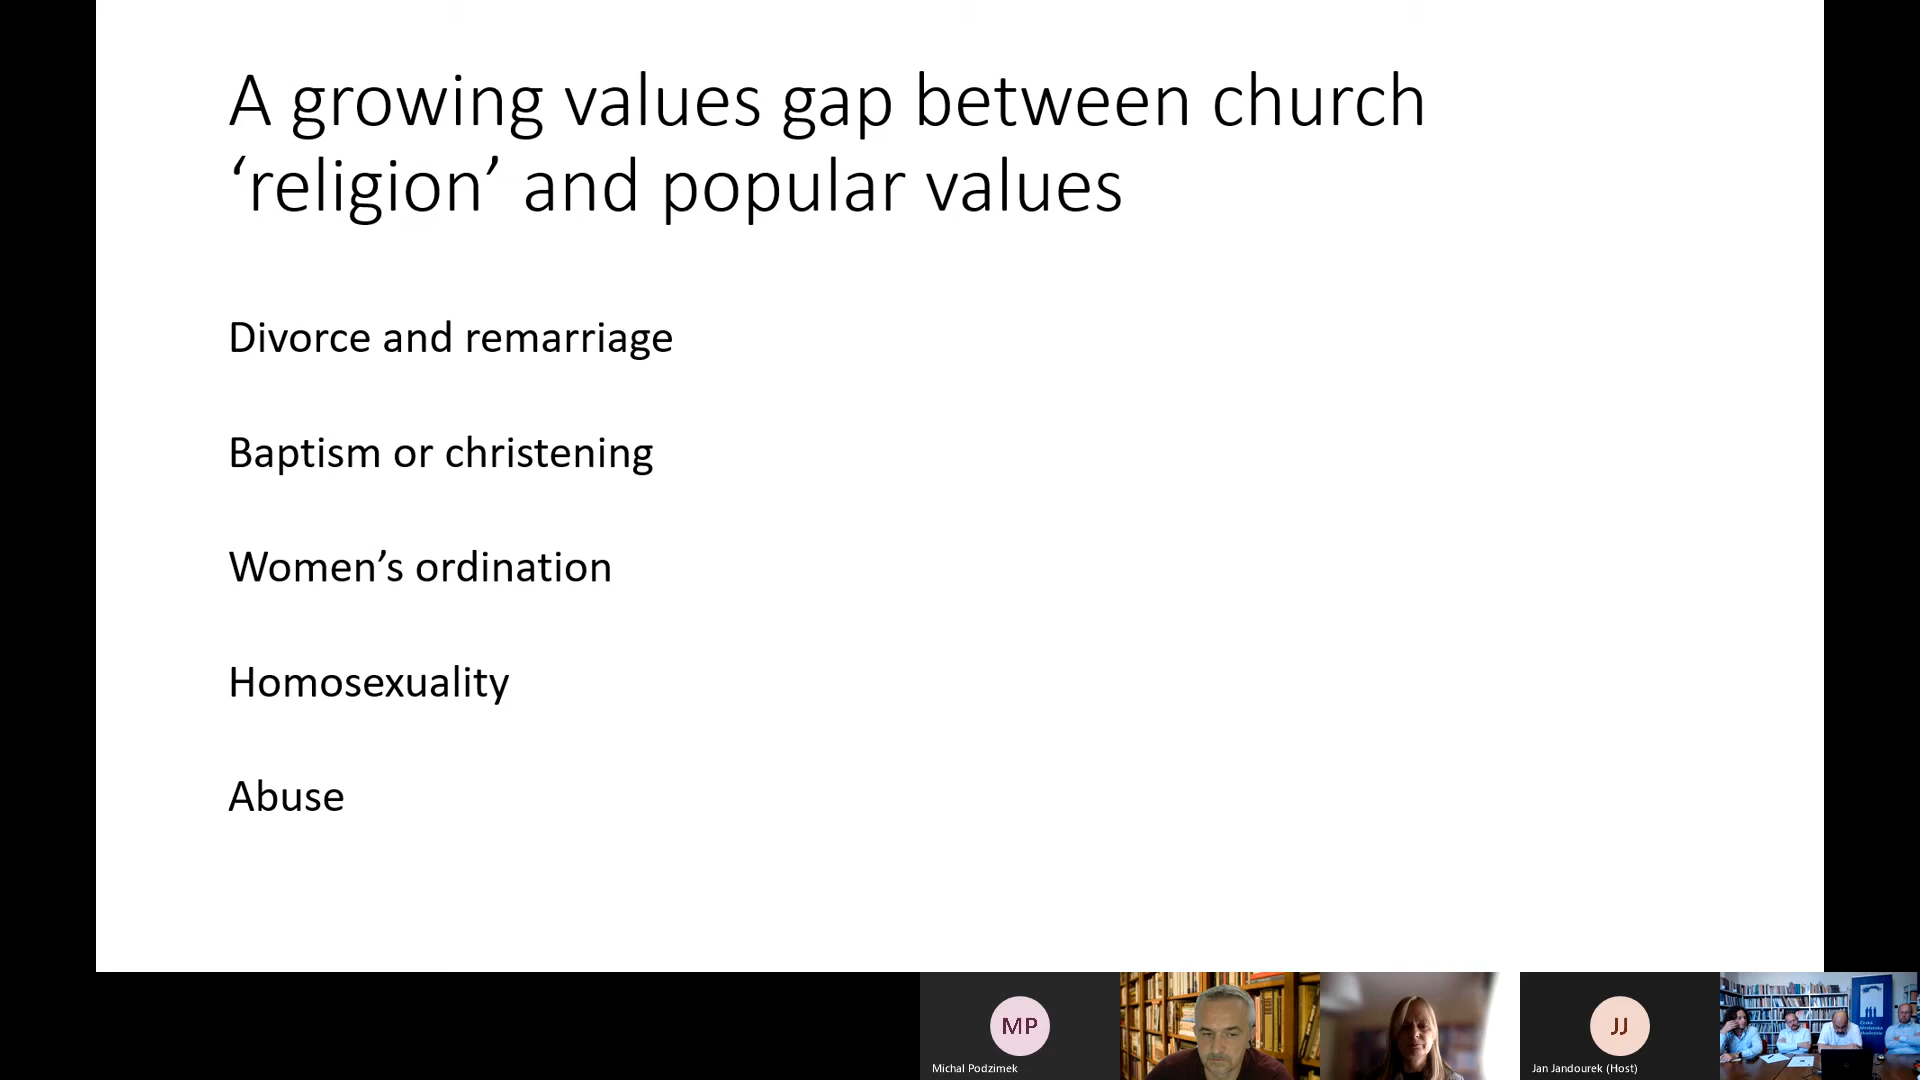 A growing values gap between church
‘religion’ and popular values
Divorce and remarriage
Baptism or christening
Women’s ordination
Homosexuality
Abuse
MP
Michal Podzimek
JJ
Jan Jandourek (Host)